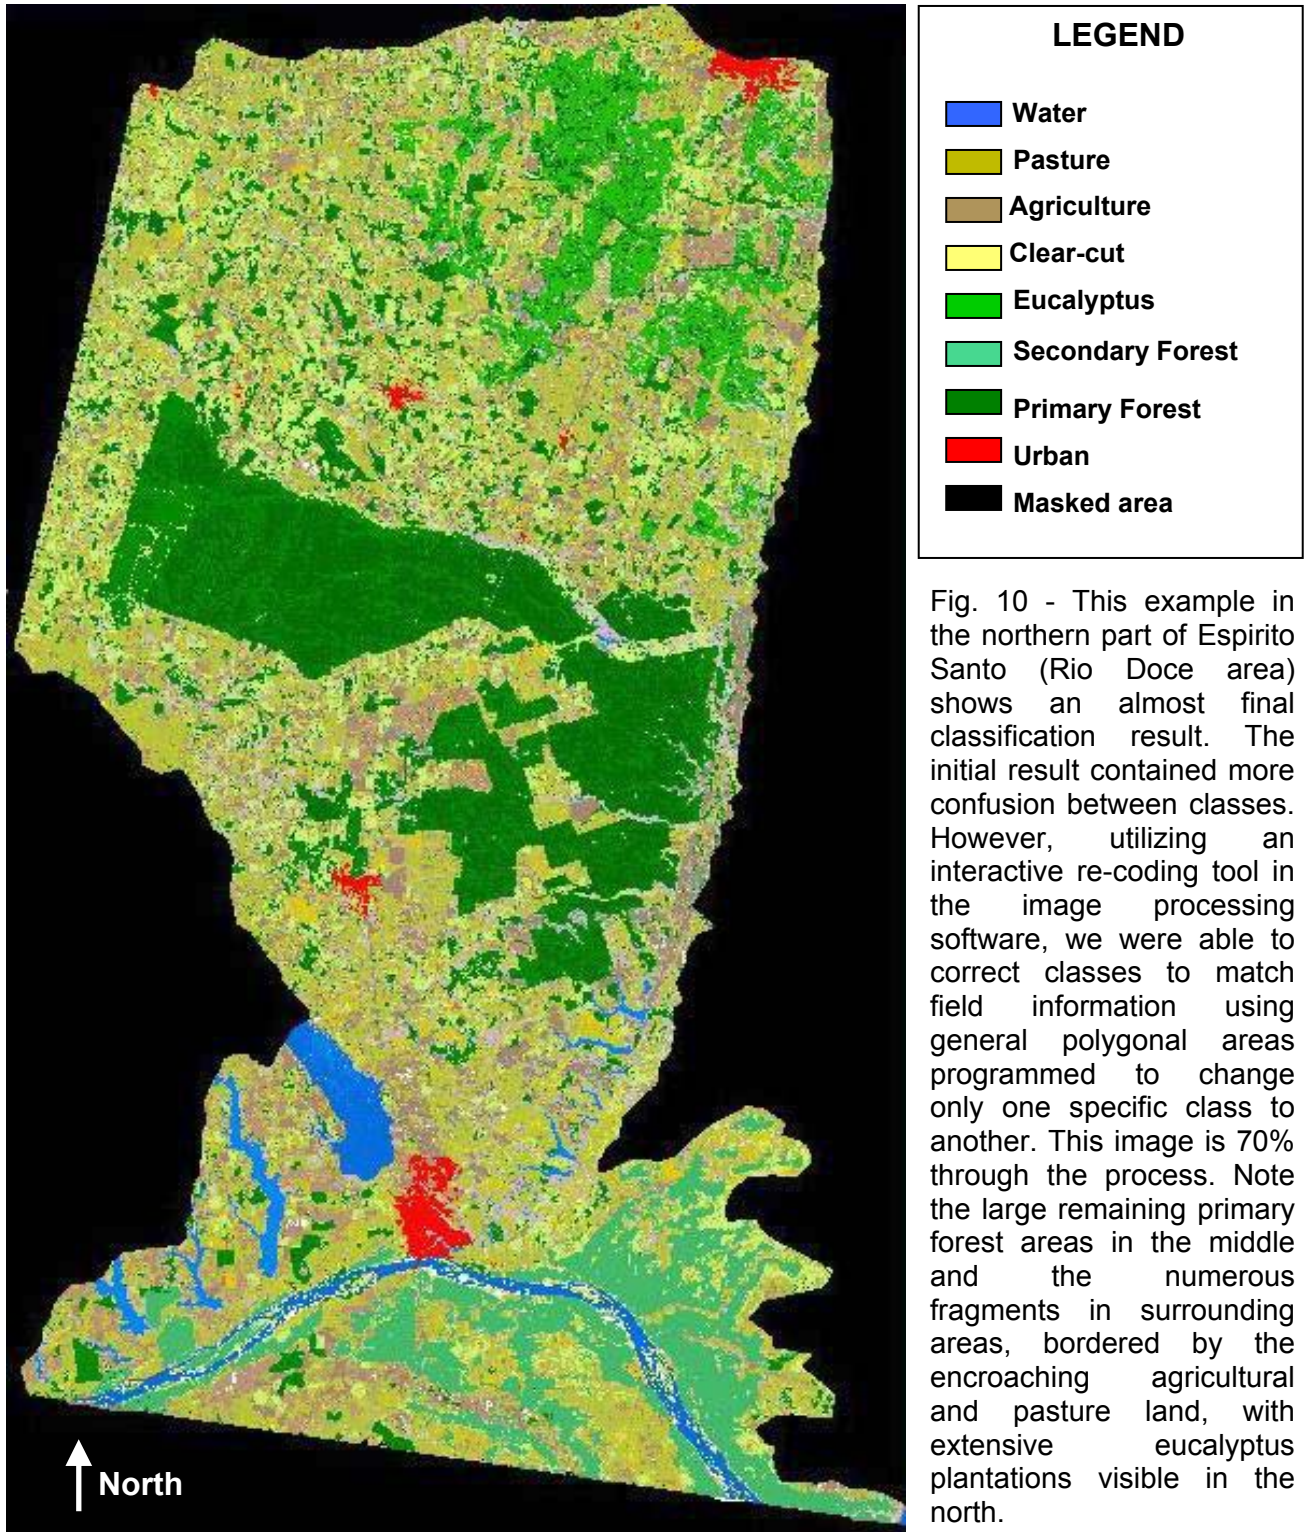 LEGEND
Water
Pasture
Agriculture
Clear-cut
Eucalyptus
Secondary Forest
Primary Forest
Urban
Masked area
Fig. 10 - This example in
the northern part of Espirito
Santo (Rio Doce area)
shows an almost final
classification result. The
initial result contained more
confusion between classes.
However, utilizing an
interactive re-coding tool in
the image processing
software, we were able to
correct classes to match
field information using
general polygonal areas
programmed to change
only one specific class to
another. This image is 70%
through the process. Note
the large remaining primary
forest areas in the middle
and the numerous
fragments in surrounding
areas, bordered by the
encroaching agricultural
and pasture land, with
extensive eucalyptus
plantations visible in the
north.
North